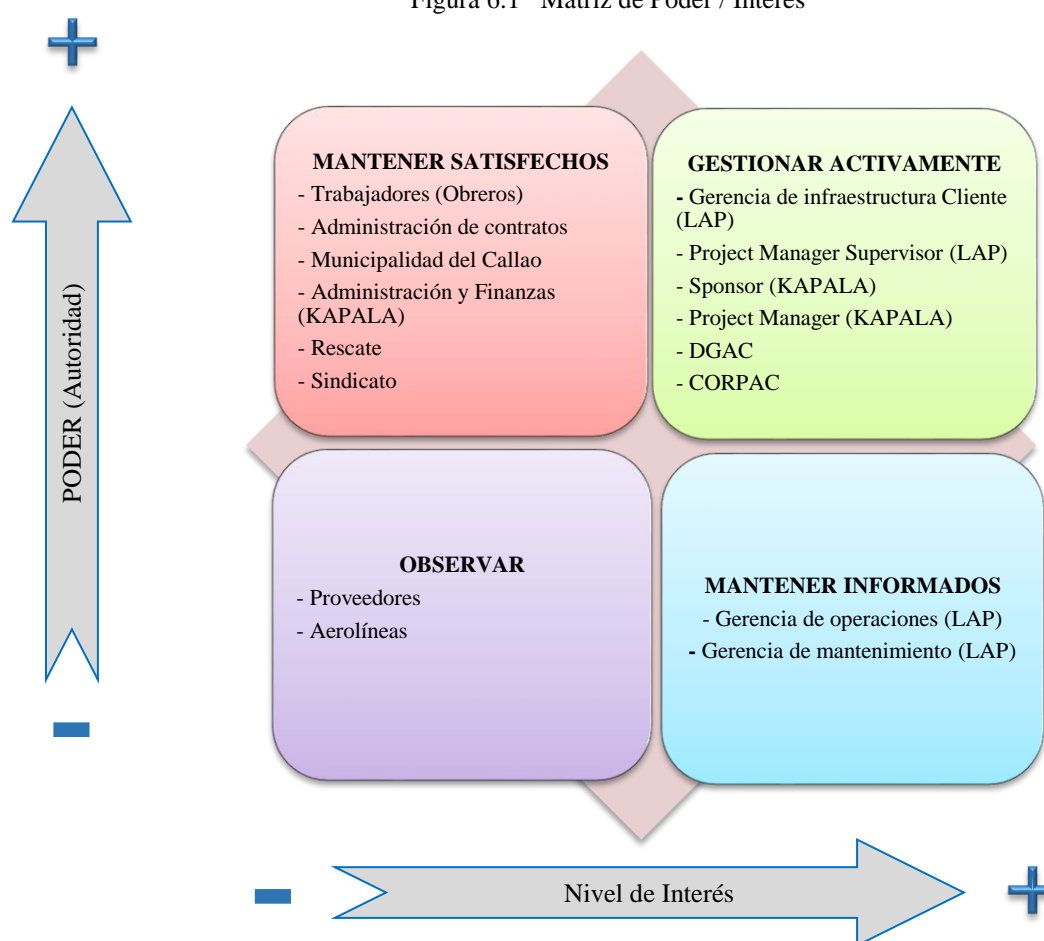 Figura 6.1 Matriz de Poder / Interés
MANTENER SATISFECHOS
- Trabajadores (Obreros)
- Administración de contratos
- Municipalidad del Callao
- Administración y Finanzas
(KAPALA)
- Rescate
- Sindicato
GESTIONAR ACTIVAMENTE
- Gerencia de infraestructura Cliente
(LAP)
- Project Manager Supervisor (LAP)
- Sponsor (KAPALA)
- Project Manager (KAPALA)
- DGAC
- CORPAC
PODER (Autoridad)
OBSERVAR
- Proveedores
- Aerolíneas
MANTENER INFORMADOS
- Gerencia de operaciones (LAP)
- Gerencia de mantenimiento (LAP)
Nivel de Interés